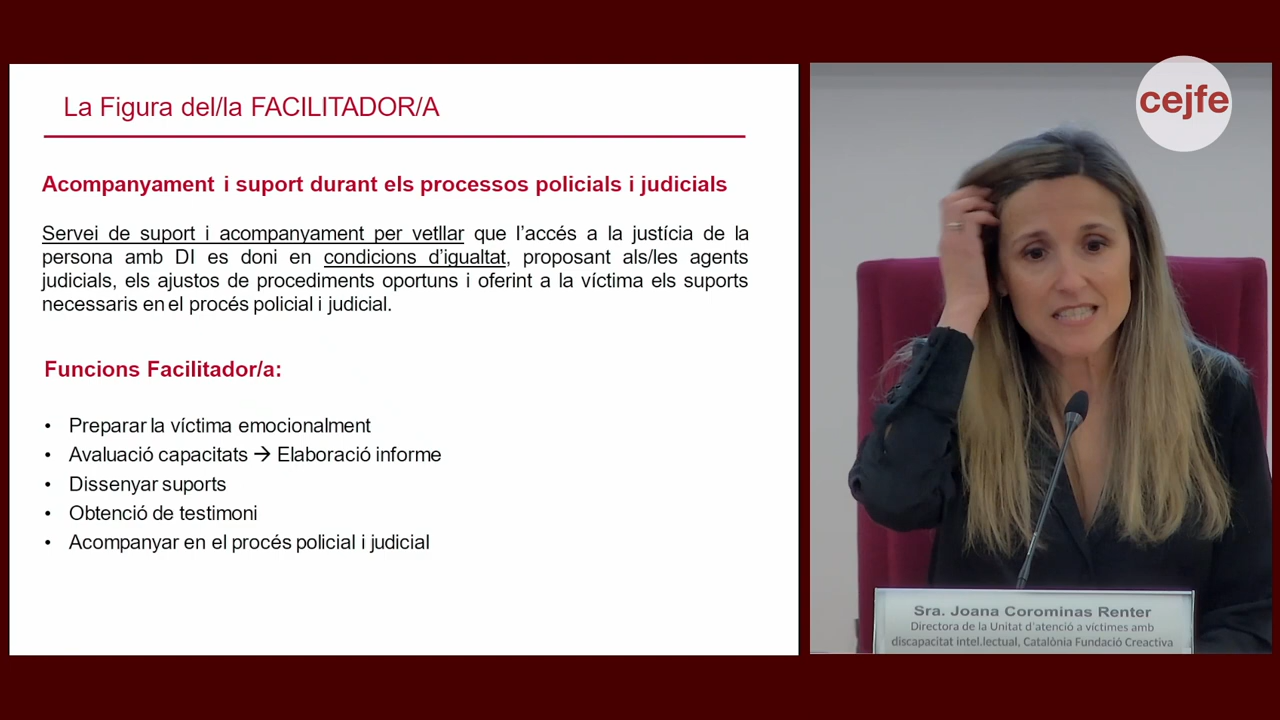 La Figura del/la FACILITADOR/A
Acompanyament i suport durant els processos policials i judicials
Servei de suport i acompanyament per vetllar que l’accés a la justícia de la
persona amb DI es doni en condicions d’igualtat, proposant als/les agents
judicials, els ajustos de procediments oportuns i oferint a la víctima els suports
necessaris en el procés policial i judicial.
Funcions Facilitador/a:
• Preparar la víctima emocionalment
• Avaluació capacitats → Elaboració informe
• Dissenyar suports
• Obtenció de testimoni
• Acompanyar en el procés policial i judicial
cejfe
Sra. Joana Corominas Renter
Directora de la Unitat d’atenció a víctimes amb
discapacitat intel.lectual, Catalònia Fundació Creactiva